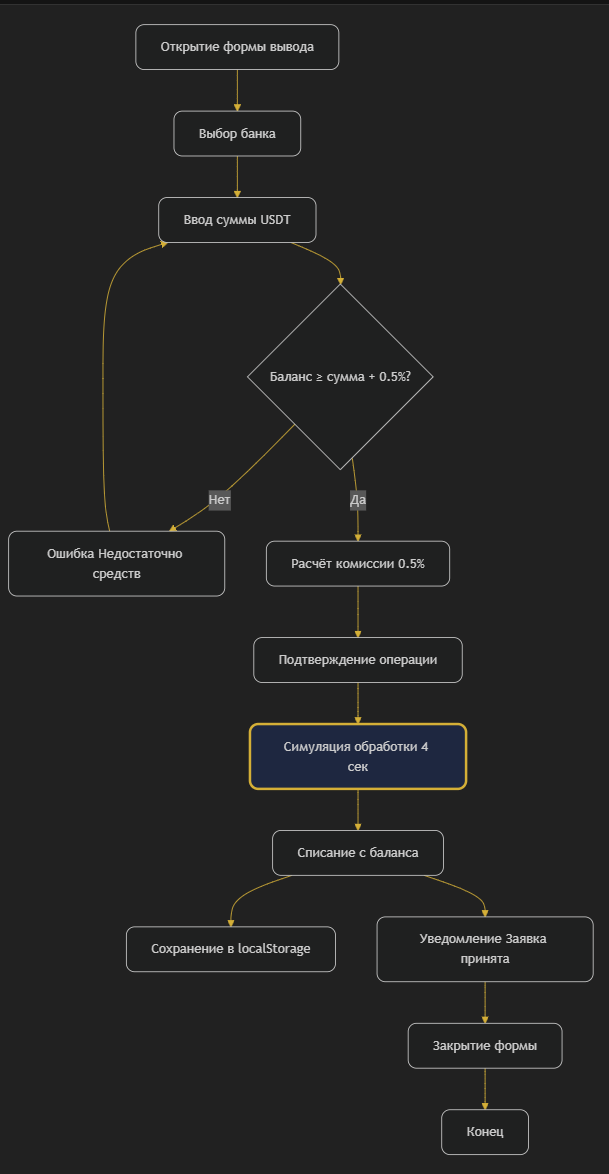 Открытие формы вывода
Выбор банка
Ввод суммы USDT
Баланс ≥ сумма + 0.5%?
Нет
Да
Ошибка Недостаточно
средств
Расчёт комиссии 0.5%
Подтверждение операции
Симуляция обработки 4
сек
Списание с баланса
Сохранение в localStorage
Уведомление Заявка
принята
Закрытие формы
Конец